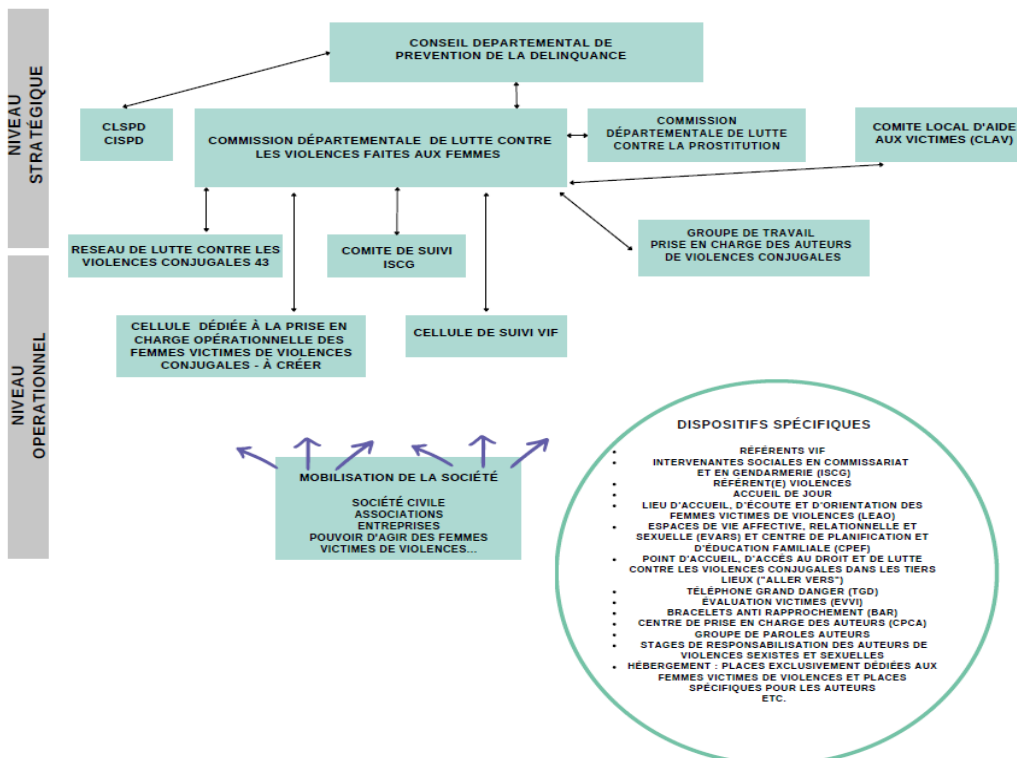 NIVEAU
STRATÉGIQUE
CONSEIL DEPARTEMENTAL DE
PREVENTION DE LA DELINQUANCE
CLSPD
CISPD
COMMISSION DÉPARTEMENTALE DE LUTTE CONTRE
LES VIOLENCES FAITES AUX FEMMES
COMMISSION
DÉPARTEMENTALE DE LUTTE
CONTRE LA PROSTITUTION
COMITE LOCAL D'AIDE
AUX VICTIMES (CLAV)
RESEAU DE LUTTE CONTRE LES
VIOLENCES CONJUGALES 43
COMITE DE SUIVI
ISCG
GROUPE DE TRAVAIL
PRISE EN CHARGE DES AUTEURS
DE VIOLENCES CONJUGALES
NIVEAU
OPERATIONNEL
CELLULE DÉDIÉE À LA PRISE EN
CHARGE OPÉRATIONNELLE DES
FEMMES VICTIMES DE VIOLENCES
CONJUGALES - À CRÉER
CELLULE DE SUIVI VIF
MOBILISATION DE LA SOCIÉTÉ
SOCIÉTÉ CIVILE
ASSOCIATIONS
ENTREPRISES
POUVOIR D'AGIR DES FEMMES
VICTIMES DE VIOLENCES...
DISPOSITIFS SPÉCIFIQUES
• RÉFÉRENTS VIF
• INTERVENANTES SOCIALES EN COMMISSARIAT
ET EN GENDARMERIE (ISCG)
• RÉFÉRENT(E) VIOLENCES
• ACCUEIL DE JOUR
• LIEU D'ACCUEIL, D'ÉCOUTE ET D'ORIENTATION DES
FEMMES VICTIMES DE VIOLENCES (LEAO)
• ESPACES DE VIE AFFECTIVE, RELATIONNELLE ET
SEXUELLE (EVARS) ET CENTRE DE PLANIFICATION ET
D'ÉDUCATION FAMILIALE (CPEF)
• POINT D'ACCUEIL, D'ACCÈS AU DROIT ET DE LUTTE
CONTRE LES VIOLENCES CONJUGALES DANS LES TIERS
LIEUX ("ALLER VERS")
• TÉLÉPHONE GRAND DANGER (TGD)
• ÉVALUATION VICTIMES (EVVI)
• BRACELETS ANTI RAPPROCHEMENT (BAR)
• CENTRE DE PRISE EN CHARGE DES AUTEURS (CPCA)
• GROUPE DE PAROLES AUTEURS
• STAGES DE RESPONSABILISATION DES AUTEURS DE
VIOLENCES SEXISTES ET SEXUELLES
• HÉBERGEMENT : PLACES EXCLUSIVEMENT DÉDIÉES AUX
FEMMES VICTIMES DE VIOLENCES ET PLACES
SPÉCIFIQUES POUR LES AUTEURS
ETC.